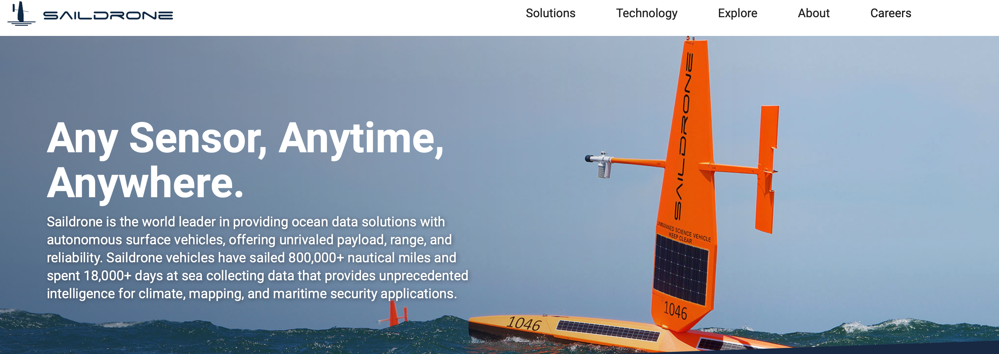 SAILDRONE
Solutions
Technology
Explore
About
Careers
Any Sensor, Anytime,
Anywhere.
Saildrone is the world leader in providing ocean data solutions with
autonomous surface vehicles, offering unrivaled payload, range, and
reliability. Saildrone vehicles have sailed 800,000+ nautical miles and
spent 18,000+ days at sea collecting data that provides unprecedented
intelligence for climate, mapping, and maritime security applications.
SAILDRONE
UNMANNED SCIENCE VEHICLE
KEEP CLEAR
1046
1046